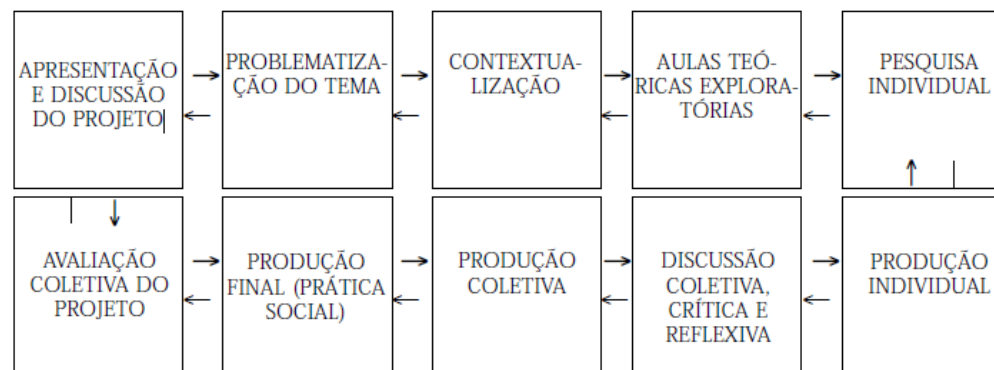 APRESENTAÇÃO
E DISCUSSÃO
DO PROJETO
PROBLEMATIZA-
ÇÃO DO TEMA
CONTEXTUA-
LIZAÇÃO
AULAS TEÓ-
RICAS EXPLORA-
TÓRIAS
PESQUISA
INDIVIDUAL
AVALIAÇÃO
COLETIVA DO
PROJETO
PRODUÇÃO
FINAL (PRÁTICA
SOCIAL)
PRODUÇÃO
COLETIVA
DISCUSSÃO
COLETIVA,
CRÍTICA E
REFLEXIVA
PRODUÇÃO
INDIVIDUAL